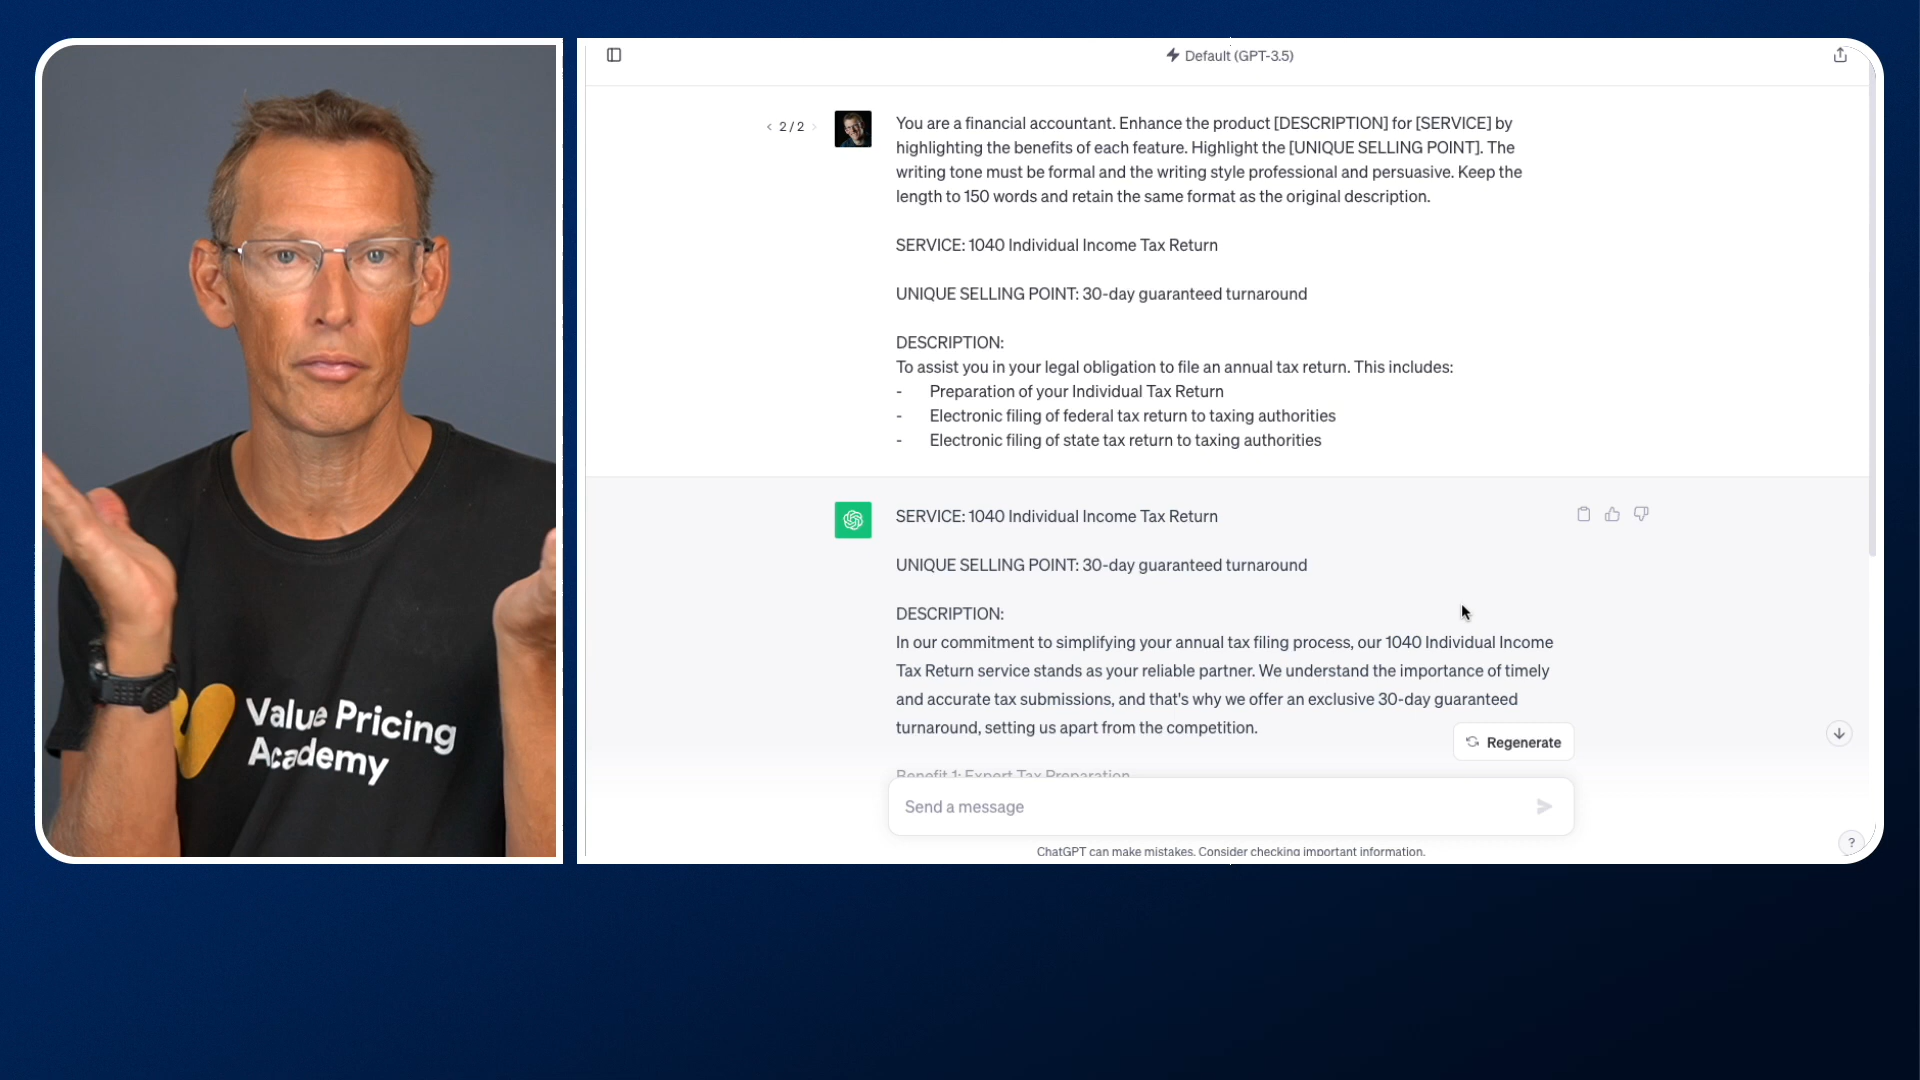 Value Pricing
Academy
Default (GPT-3.5)
< 2 / 2 >
You are a financial accountant. Enhance the product [DESCRIPTION] for [SERVICE] by
highlighting the benefits of each feature. Highlight the [UNIQUE SELLING POINT]. The
writing tone must be formal and the writing style professional and persuasive. Keep the
length to 150 words and retain the same format as the original description.
SERVICE: 1040 Individual Income Tax Return
UNIQUE SELLING POINT: 30-day guaranteed turnaround
DESCRIPTION:
To assist you in your legal obligation to file an annual tax return. This includes:
- Preparation of your Individual Tax Return
- Electronic filing of federal tax return to taxing authorities
- Electronic filing of state tax return to taxing authorities
SERVICE: 1040 Individual Income Tax Return
UNIQUE SELLING POINT: 30-day guaranteed turnaround
DESCRIPTION:
In our commitment to simplifying your annual tax filing process, our 1040 Individual Income
Tax Return service stands as your reliable partner. We understand the importance of timely
and accurate tax submissions, and that's why we offer an exclusive 30-day guaranteed
turnaround, setting us apart from the competition.
Regenerate
Benefit 1: Expert Tax Preparation
Send a message
ChatGPT can make mistakes. Consider checking important information.
?